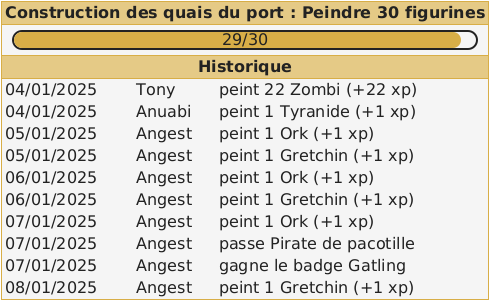 Construction des quais du port : Peindre 30 figurines
29/30
Historique
04/01/2025 Tony peint 22 Zombi (+22 xp)
04/01/2025 Anuabi peint 1 Tyranide (+1 xp)
05/01/2025 Angest peint 1 Ork (+1 xp)
05/01/2025 Angest peint 1 Gretchin (+1 xp)
06/01/2025 Angest peint 1 Ork (+1 xp)
06/01/2025 Angest peint 1 Gretchin (+1 xp)
07/01/2025 Angest peint 1 Ork (+1 xp)
07/01/2025 Angest passe Pirate de pacotille
07/01/2025 Angest gagne le badge Gatling
08/01/2025 Angest peint 1 Gretchin (+1 xp)